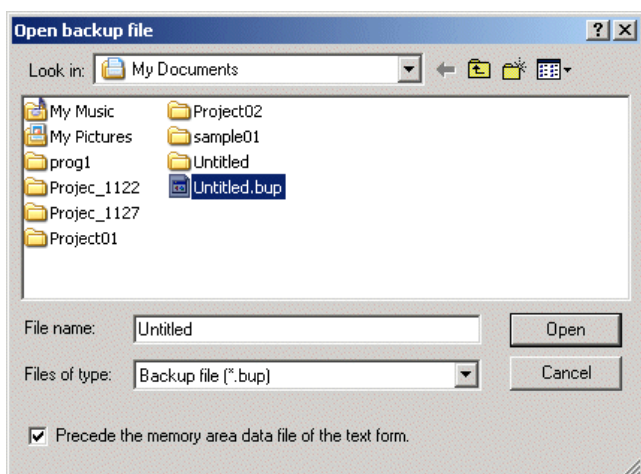 Open backup file
Look in: My Documents
My Music
My Pictures
prog1
Projec_1122
Projec_1127
Project01
Project02
sample01
Untitled
Untitled.bup
File name: Untitled Open
Files of type: Backup file (*.bup) Cancel
Precede the memory area data file of the text form.